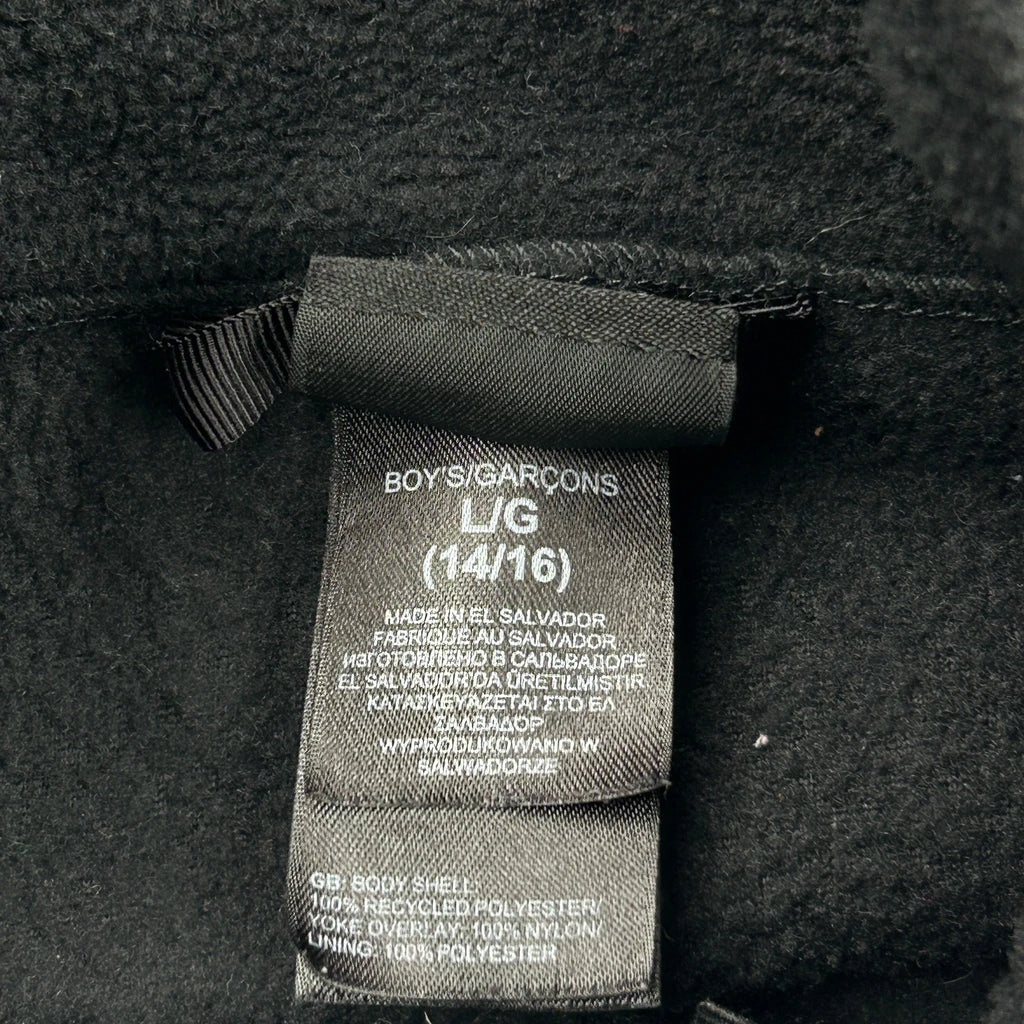 BOY'S/GARÇONS
L/G
(14/16)
MADE IN EL SALVADOR
FABRIQUE AU SALVADOR
ИЗГОТОВЛЕНО В САЛЬВАДОРЕ
EL SALVADOR'DA ÜRETILMISTIR
ΚΑΤΑΣΚΕΥΑΖΕΤΑΙ ΣΤΟ ΕΛ
ΣΑΛΒΑΔΟΡ
WYPRODUKOWANO W
SALWADORZE
GB: BODY SHELL:
100% RECYCLED POLYESTER/
YOKE OVERLAY: 100% NYLON/
LINING: 100% POLYESTER